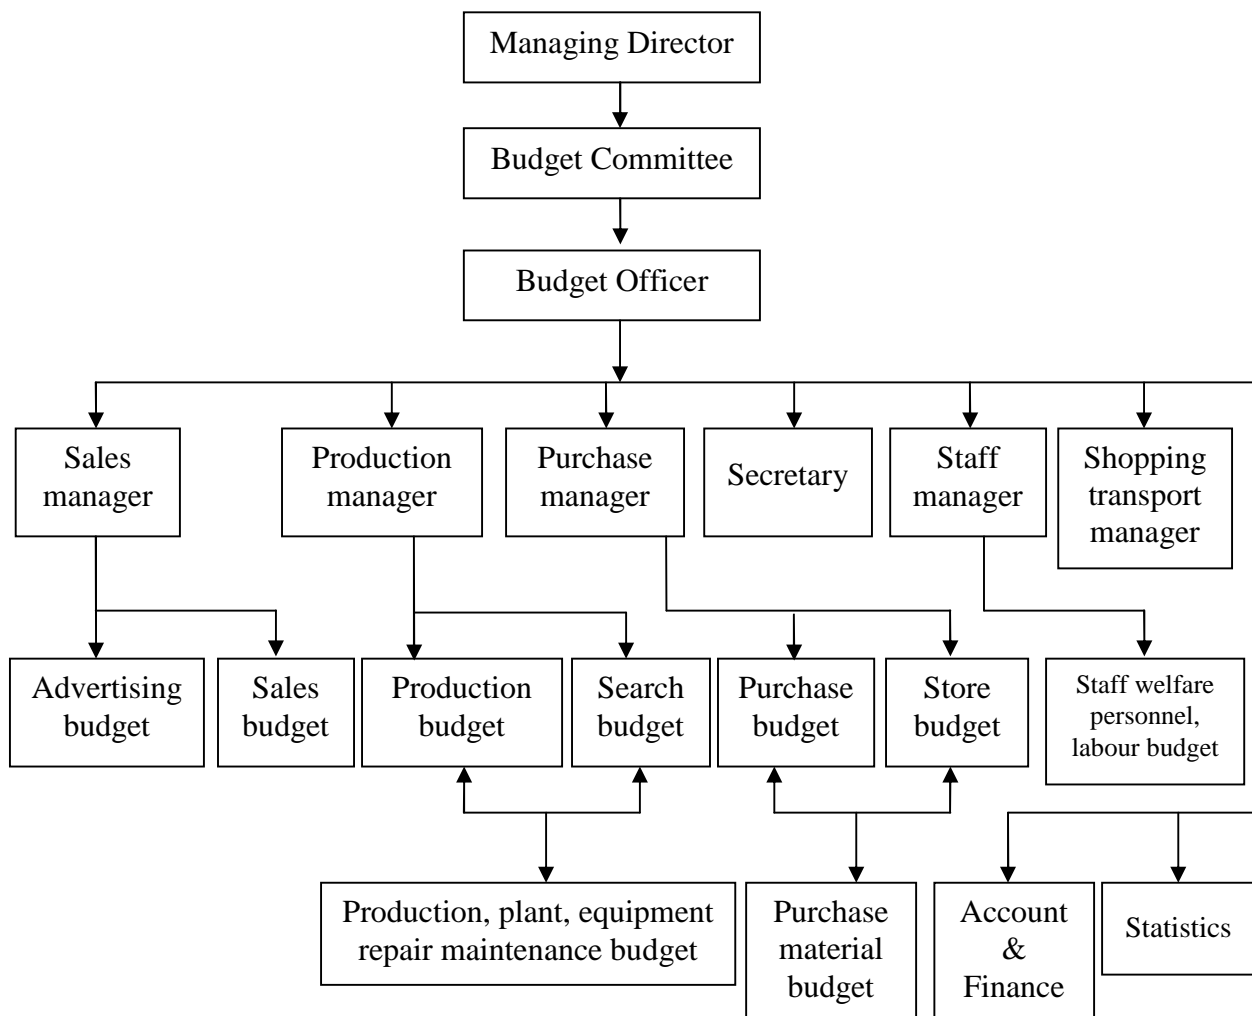 Managing Director
Budget Committee
Budget Officer
Sales
manager
Production
manager
Purchase
manager
Secretary
Staff
manager
Shopping
transport
manager
Advertising
budget
Sales
budget
Production
budget
Search
budget
Purchase
budget
Store
budget
Staff welfare
personnel,
labour budget
Production, plant, equipment
repair maintenance budget
Purchase
material
budget
Account
&
Finance
Statistics